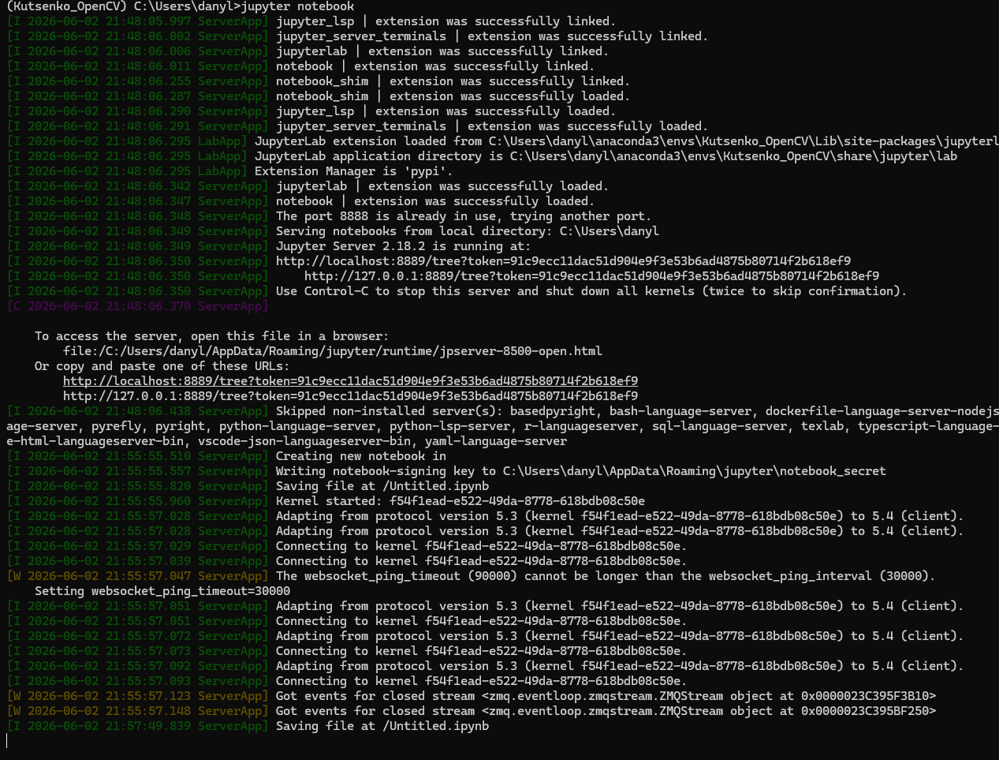 (Kutsenko_OpenCV) C:\Users\danyl>jupyter notebook
[I 2026-06-02 21:48:05.997 ServerApp] jupyter_lsp | extension was successfully linked.
[I 2026-06-02 21:48:06.002 ServerApp] jupyter_server_terminals | extension was successfully linked.
[I 2026-06-02 21:48:06.006 ServerApp] jupyterlab | extension was successfully linked.
[I 2026-06-02 21:48:06.011 ServerApp] notebook | extension was successfully linked.
[I 2026-06-02 21:48:06.255 ServerApp] notebook_shim | extension was successfully linked.
[I 2026-06-02 21:48:06.287 ServerApp] notebook_shim | extension was successfully loaded.
[I 2026-06-02 21:48:06.290 ServerApp] jupyter_lsp | extension was successfully loaded.
[I 2026-06-02 21:48:06.291 ServerApp] jupyter_server_terminals | extension was successfully loaded.
[I 2026-06-02 21:48:06.295 LabApp] JupyterLab extension loaded from C:\Users\danyl\anaconda3\envs\Kutsenko_OpenCV\Lib\site-packages\jupyterl
[I 2026-06-02 21:48:06.295 LabApp] JupyterLab application directory is C:\Users\danyl\anaconda3\envs\Kutsenko_OpenCV\share\jupyter\lab
[I 2026-06-02 21:48:06.295 LabApp] Extension Manager is 'pypi'.
[I 2026-06-02 21:48:06.342 ServerApp] jupyterlab | extension was successfully loaded.
[I 2026-06-02 21:48:06.347 ServerApp] notebook | extension was successfully loaded.
[I 2026-06-02 21:48:06.348 ServerApp] The port 8888 is already in use, trying another port.
[I 2026-06-02 21:48:06.349 ServerApp] Serving notebooks from local directory: C:\Users\danyl
[I 2026-06-02 21:48:06.349 ServerApp] Jupyter Server 2.18.2 is running at:
[I 2026-06-02 21:48:06.350 ServerApp] http://localhost:8889/tree?token=91c9ecc11dac51d904e9f3e53b6ad4875b80714f2b618ef9
[I 2026-06-02 21:48:06.350 ServerApp]     http://127.0.0.1:8889/tree?token=91c9ecc11dac51d904e9f3e53b6ad4875b80714f2b618ef9
[I 2026-06-02 21:48:06.350 ServerApp] Use Control-C to stop this server and shut down all kernels (twice to skip confirmation).
[C 2026-06-02 21:48:06.370 ServerApp]
To access the server, open this file in a browser:
file:/C:/Users/danyl/AppData/Roaming/jupyter/runtime/jpserver-8500-open.html
Or copy and paste one of these URLs:
http://localhost:8889/tree?token=91c9ecc11dac51d904e9f3e53b6ad4875b80714f2b618ef9
http://127.0.0.1:8889/tree?token=91c9ecc11dac51d904e9f3e53b6ad4875b80714f2b618ef9
[I 2026-06-02 21:48:06.438 ServerApp] Skipped non-installed server(s): basedpyright, bash-language-server, dockerfile-language-server-nodejs
age-server, pyrefly, pyright, python-language-server, python-lsp-server, r-languageserver, sql-language-server, texlab, typescript-language-
e-html-languageserver-bin, vscode-json-languageserver-bin, yaml-language-server
[I 2026-06-02 21:55:55.510 ServerApp] Creating new notebook in
[I 2026-06-02 21:55:55.557 ServerApp] Writing notebook-signing key to C:\Users\danyl\AppData\Roaming\jupyter\notebook_secret
[I 2026-06-02 21:55:55.820 ServerApp] Saving file at /Untitled.ipynb
[I 2026-06-02 21:55:55.960 ServerApp] Kernel started: f54f1ead-e522-49da-8778-618bdb08c50e
[I 2026-06-02 21:55:57.028 ServerApp] Adapting from protocol version 5.3 (kernel f54f1ead-e522-49da-8778-618bdb08c50e) to 5.4 (client).
[I 2026-06-02 21:55:57.028 ServerApp] Adapting from protocol version 5.3 (kernel f54f1ead-e522-49da-8778-618bdb08c50e) to 5.4 (client).
[I 2026-06-02 21:55:57.029 ServerApp] Connecting to kernel f54f1ead-e522-49da-8778-618bdb08c50e.
[I 2026-06-02 21:55:57.039 ServerApp] Connecting to kernel f54f1ead-e522-49da-8778-618bdb08c50e.
[W 2026-06-02 21:55:57.047 ServerApp] The websocket_ping_timeout (90000) cannot be longer than the websocket_ping_interval (30000).
Setting websocket_ping_timeout=30000
[I 2026-06-02 21:55:57.051 ServerApp] Adapting from protocol version 5.3 (kernel f54f1ead-e522-49da-8778-618bdb08c50e) to 5.4 (client).
[I 2026-06-02 21:55:57.051 ServerApp] Connecting to kernel f54f1ead-e522-49da-8778-618bdb08c50e.
[I 2026-06-02 21:55:57.072 ServerApp] Adapting from protocol version 5.3 (kernel f54f1ead-e522-49da-8778-618bdb08c50e) to 5.4 (client).
[I 2026-06-02 21:55:57.073 ServerApp] Connecting to kernel f54f1ead-e522-49da-8778-618bdb08c50e.
[I 2026-06-02 21:55:57.092 ServerApp] Adapting from protocol version 5.3 (kernel f54f1ead-e522-49da-8778-618bdb08c50e) to 5.4 (client).
[I 2026-06-02 21:55:57.093 ServerApp] Connecting to kernel f54f1ead-e522-49da-8778-618bdb08c50e.
[W 2026-06-02 21:55:57.123 ServerApp] Got events for closed stream <zmq.eventloop.zmqstream.ZMQStream object at 0x0000023C395F3B10>
[W 2026-06-02 21:55:57.148 ServerApp] Got events for closed stream <zmq.eventloop.zmqstream.ZMQStream object at 0x0000023C395BF250>
[I 2026-06-02 21:57:49.839 ServerApp] Saving file at /Untitled.ipynb